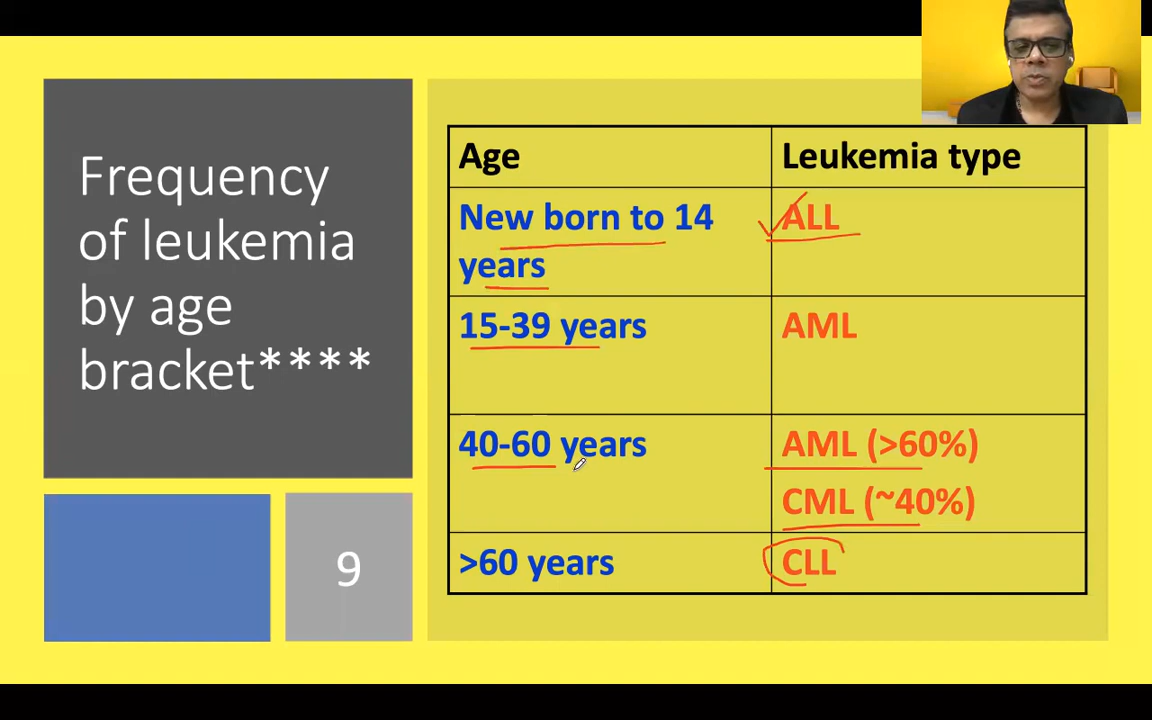 Frequency
of leukemia
by age
bracket****
9
Age
Leukemia type
New born to 14
years
ALL
15-39 years
AML
40-60 years
AML (>60%)
CML (~40%)
>60 years
CLL